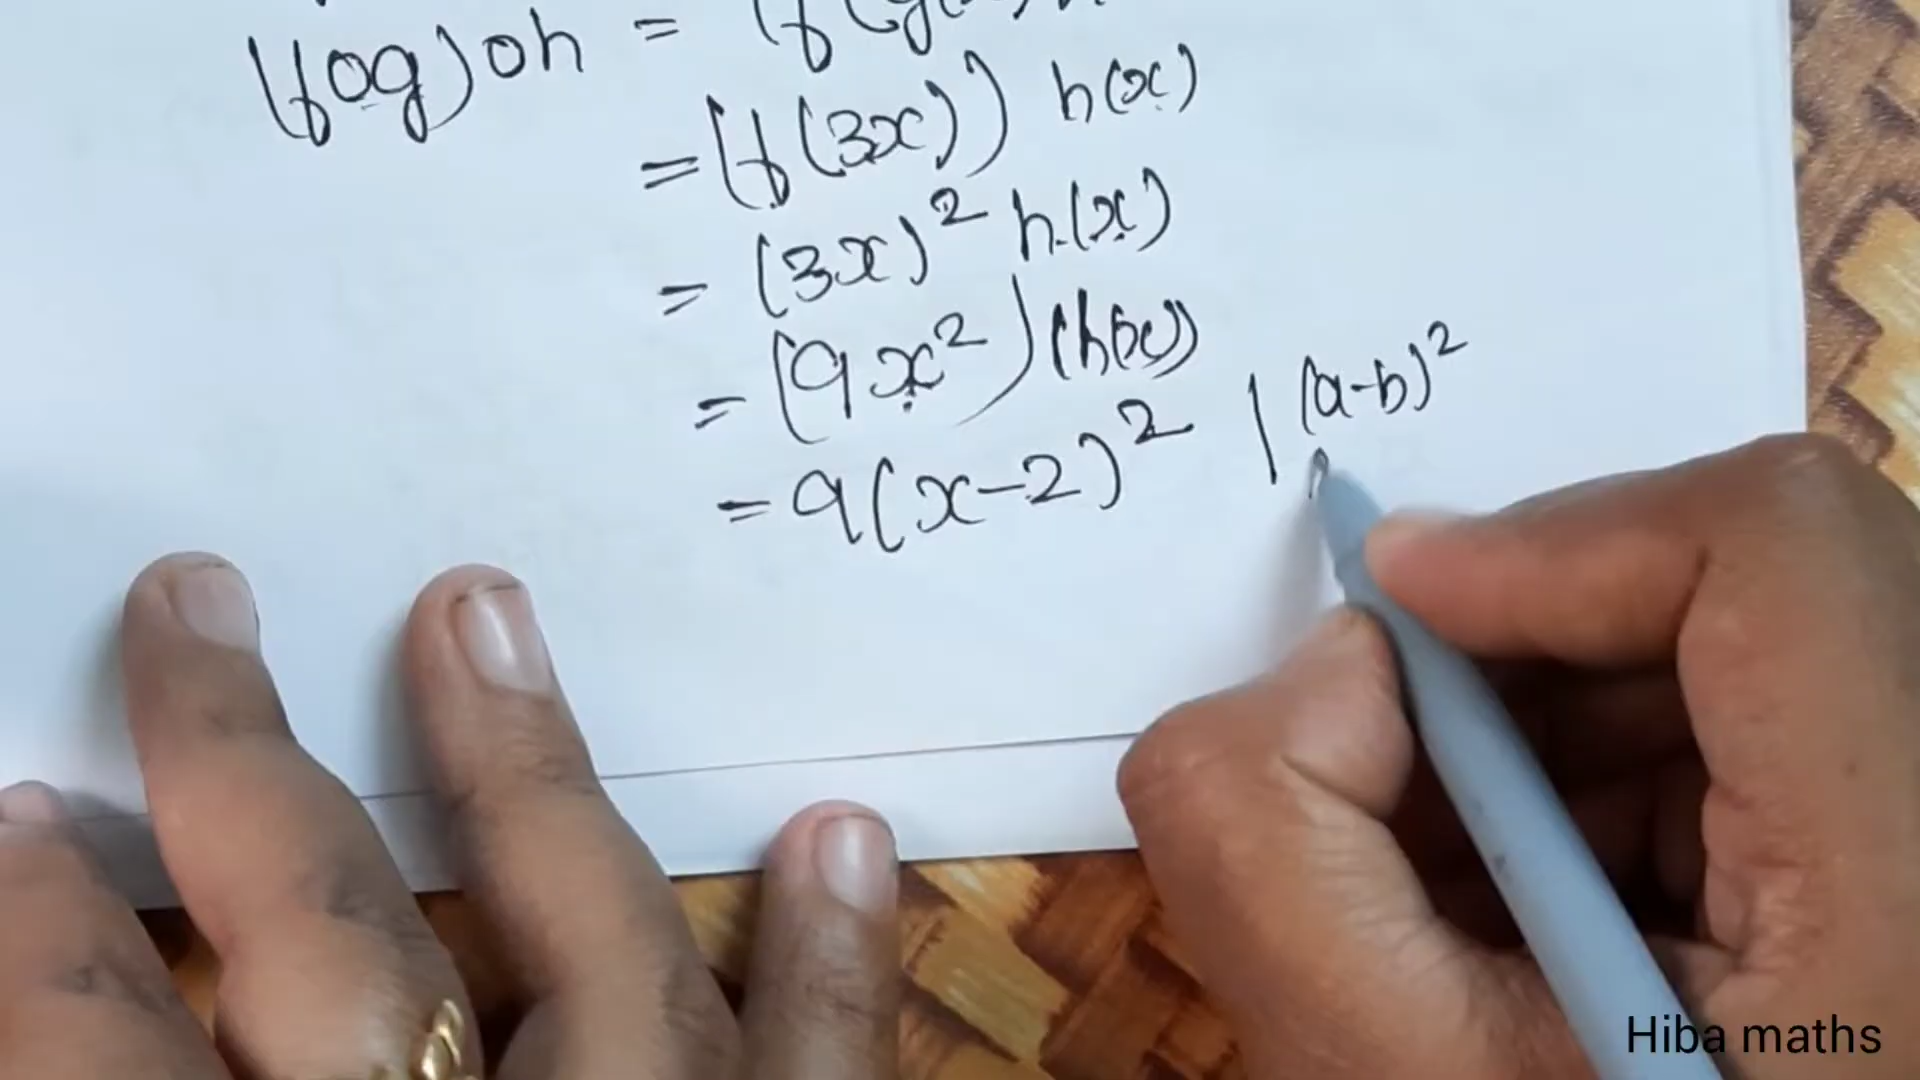 (fog)oh = (f(g(x)
= (f(3x)) h(x)
= (3x)² h(x)
= (9x²) (h(x))
= 9(x-2)² | (a-b)²
Hiba maths